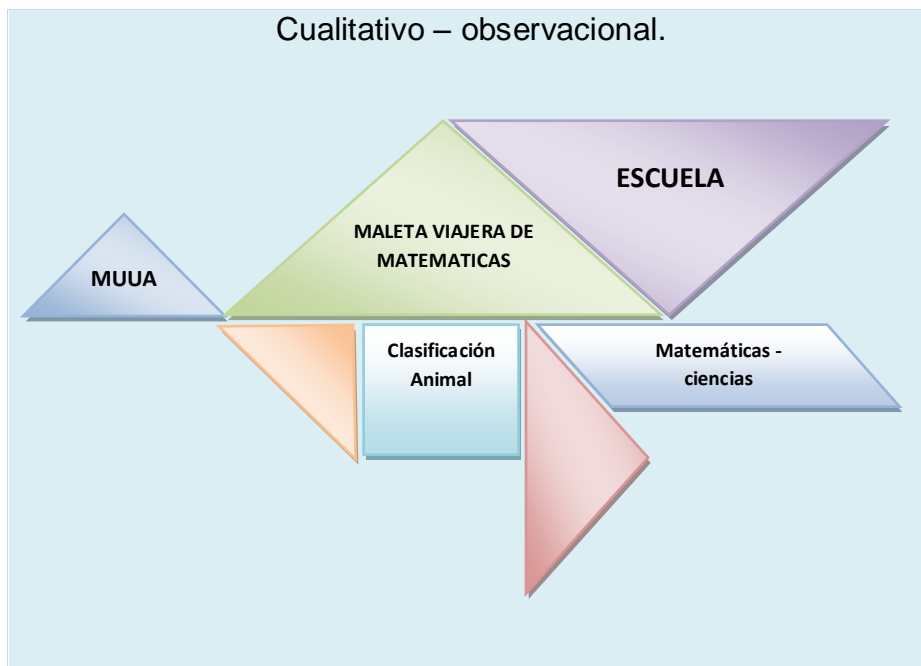 Cualitativo – observacional.
ESCUELA
MALETA VIAJERA DE
MATEMATICAS
MUUA
Clasificación
Animal
Matemáticas -
ciencias